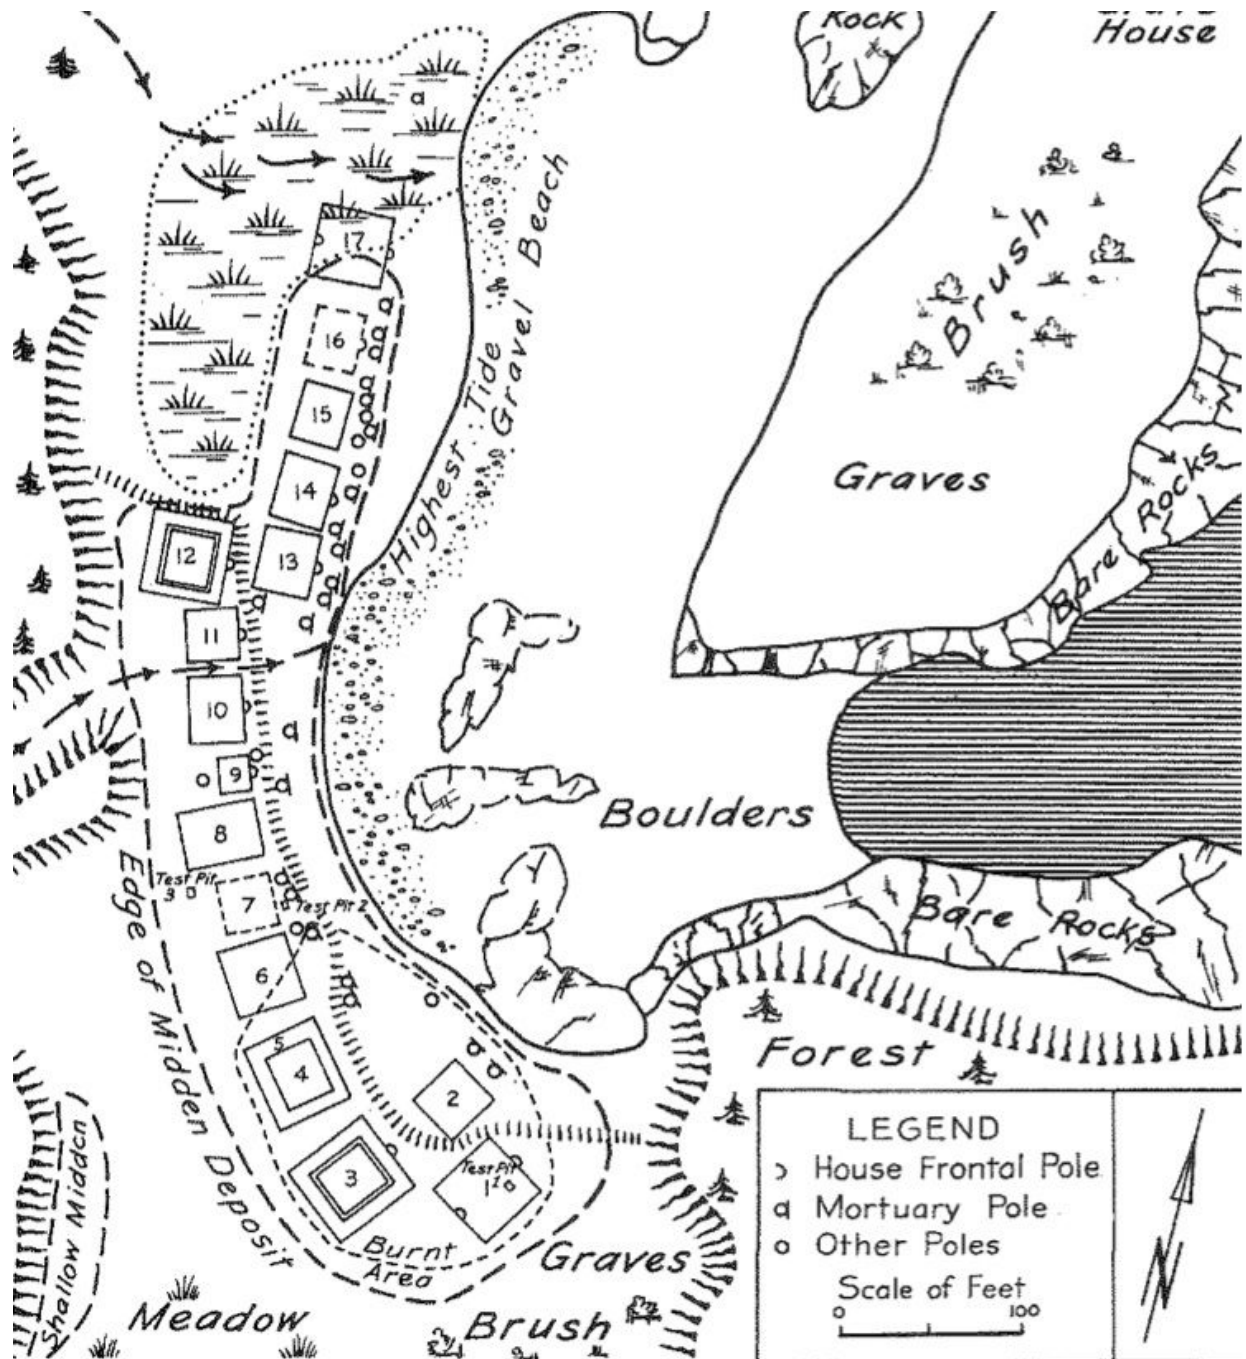 Rock
House
Highest Tide
Gravel Beach
Brush
Graves
Bare Rocks
17
16
15
14
13
12
11
10
9
8
Test Pit
3
7
Test Pit 2
6
5
4
3
2
Test Pit
1
1
Boulders
Bare Rocks
Edge of Midden Deposit
Forest
Burnt
Area
Graves
Shallow Midden
Meadow
Brush
LEGEND
House Frontal Pole
Mortuary Pole
Other Poles
Scale of Feet
0 100
N